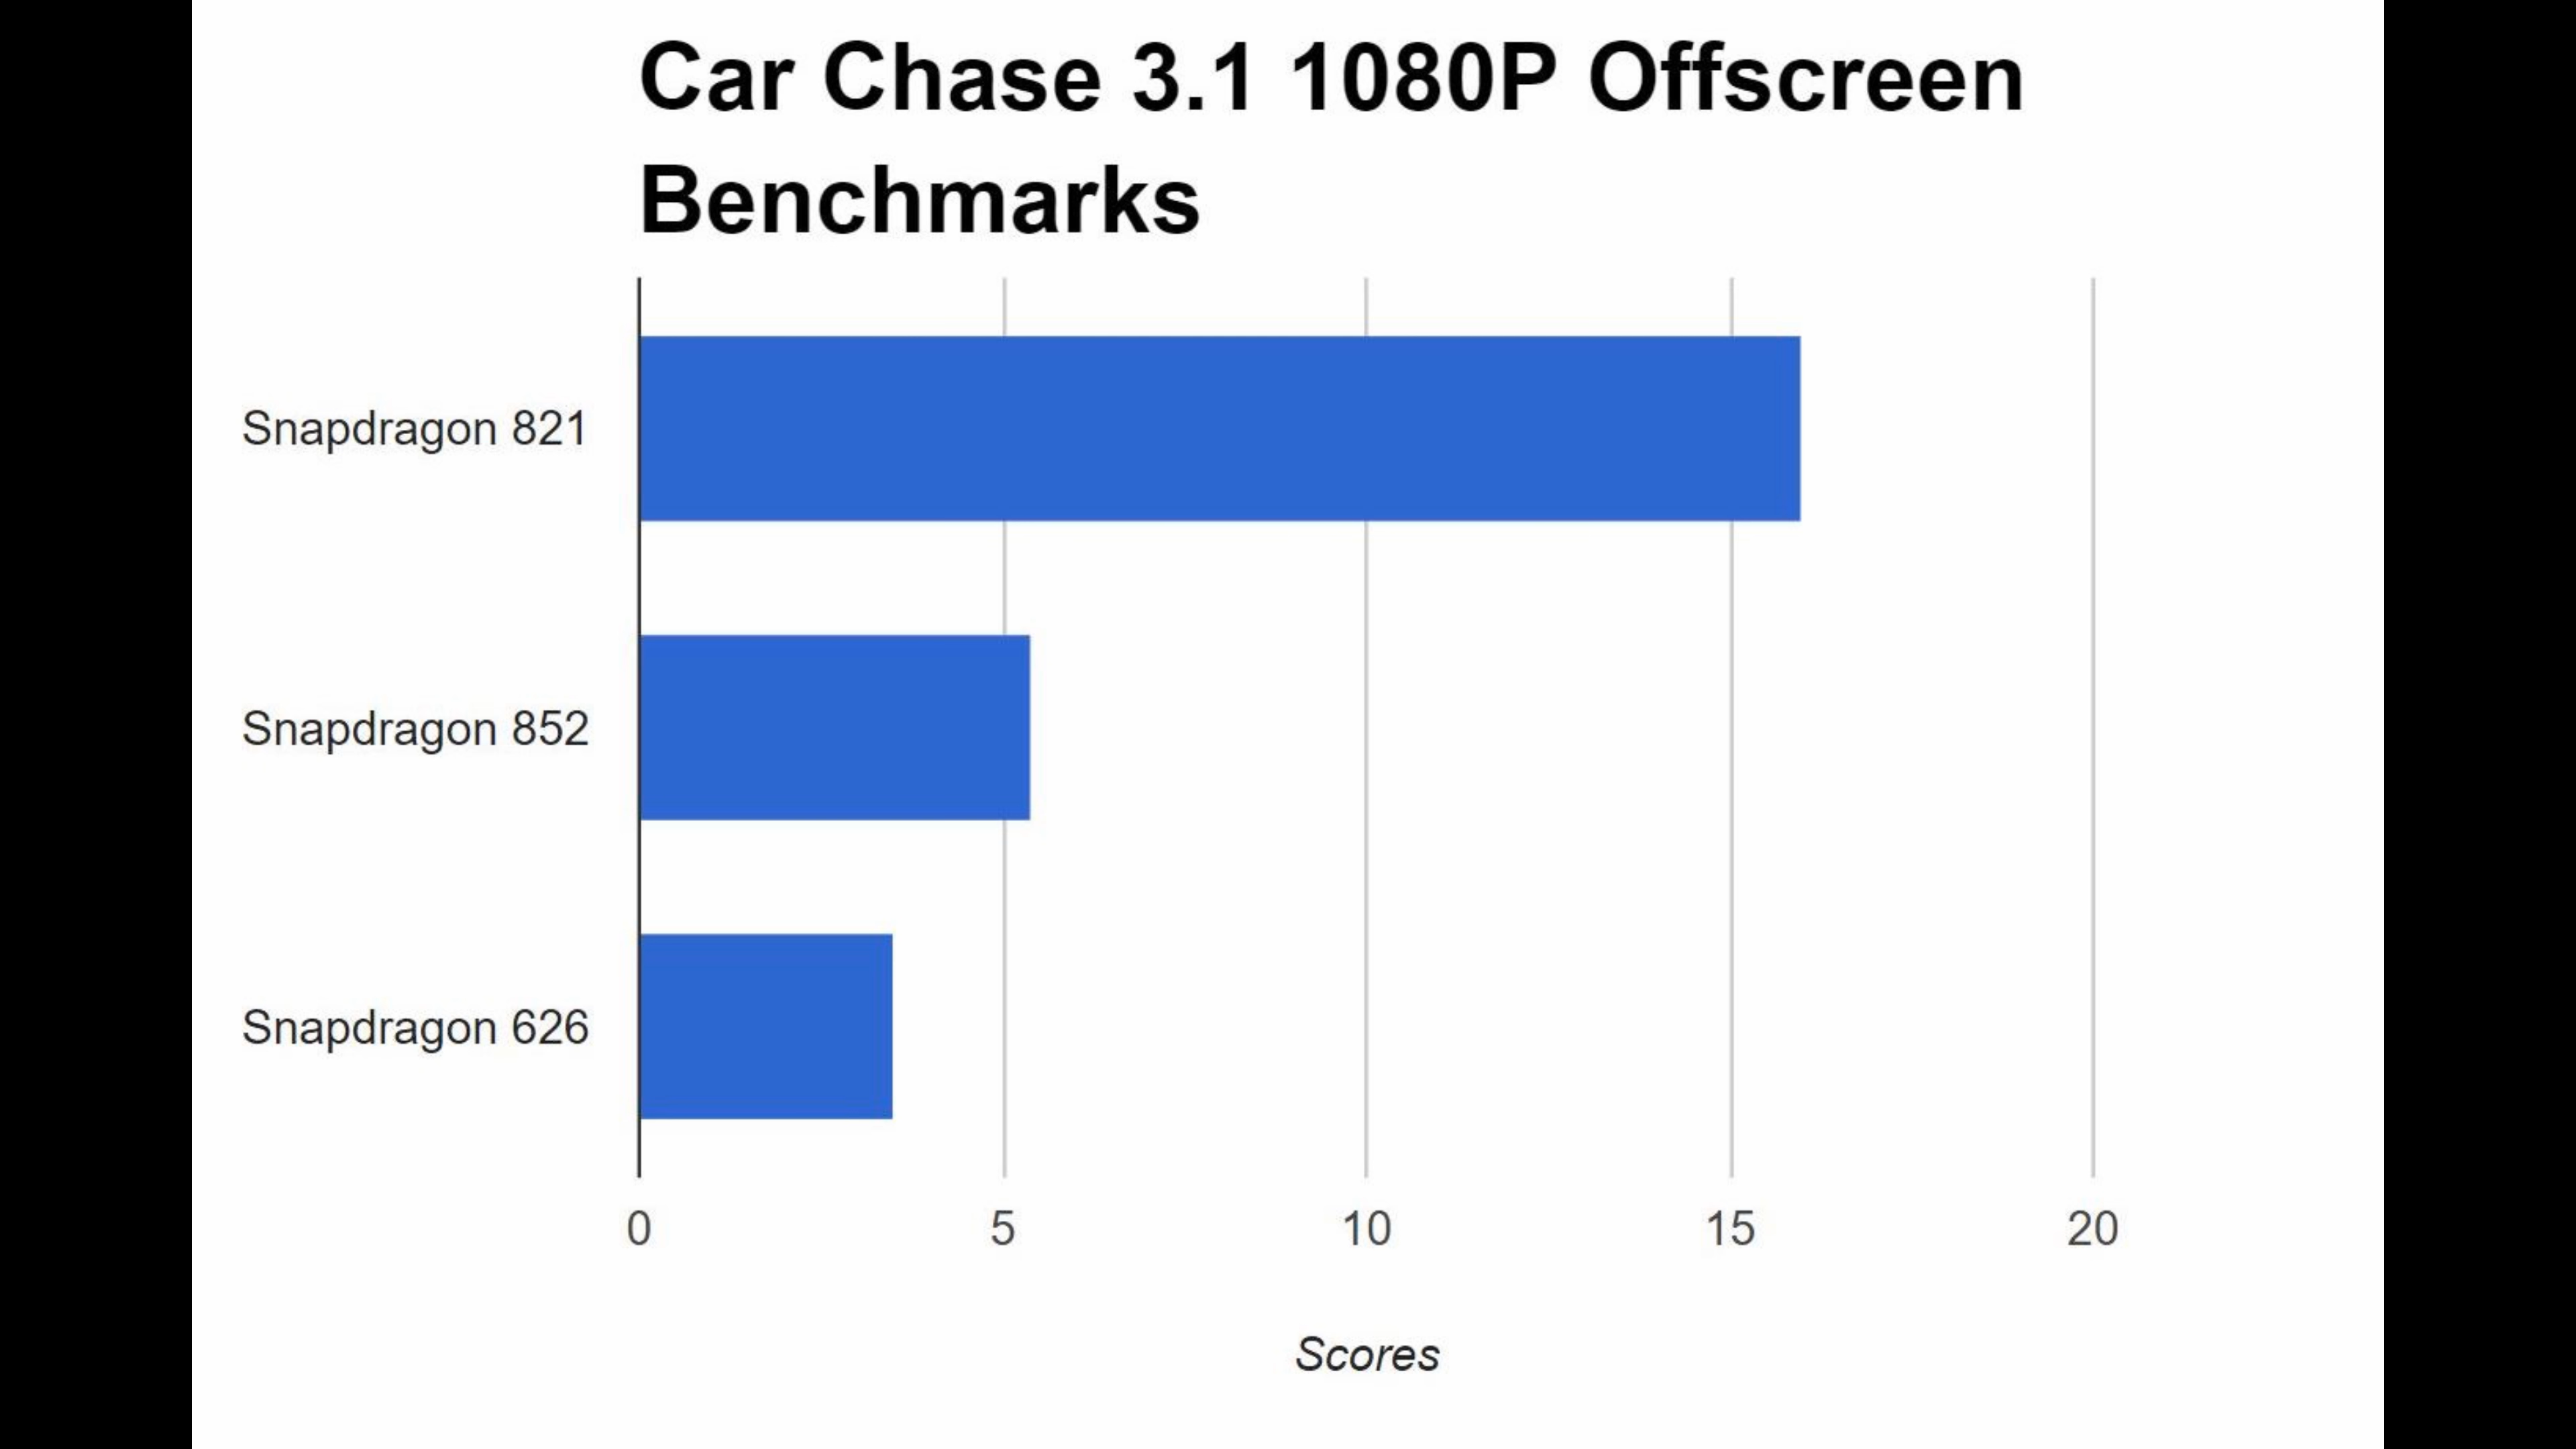 Car Chase 3.1 1080P Offscreen
Benchmarks
Snapdragon 821
Snapdragon 852
Snapdragon 626
0 5 10 15 20
Scores